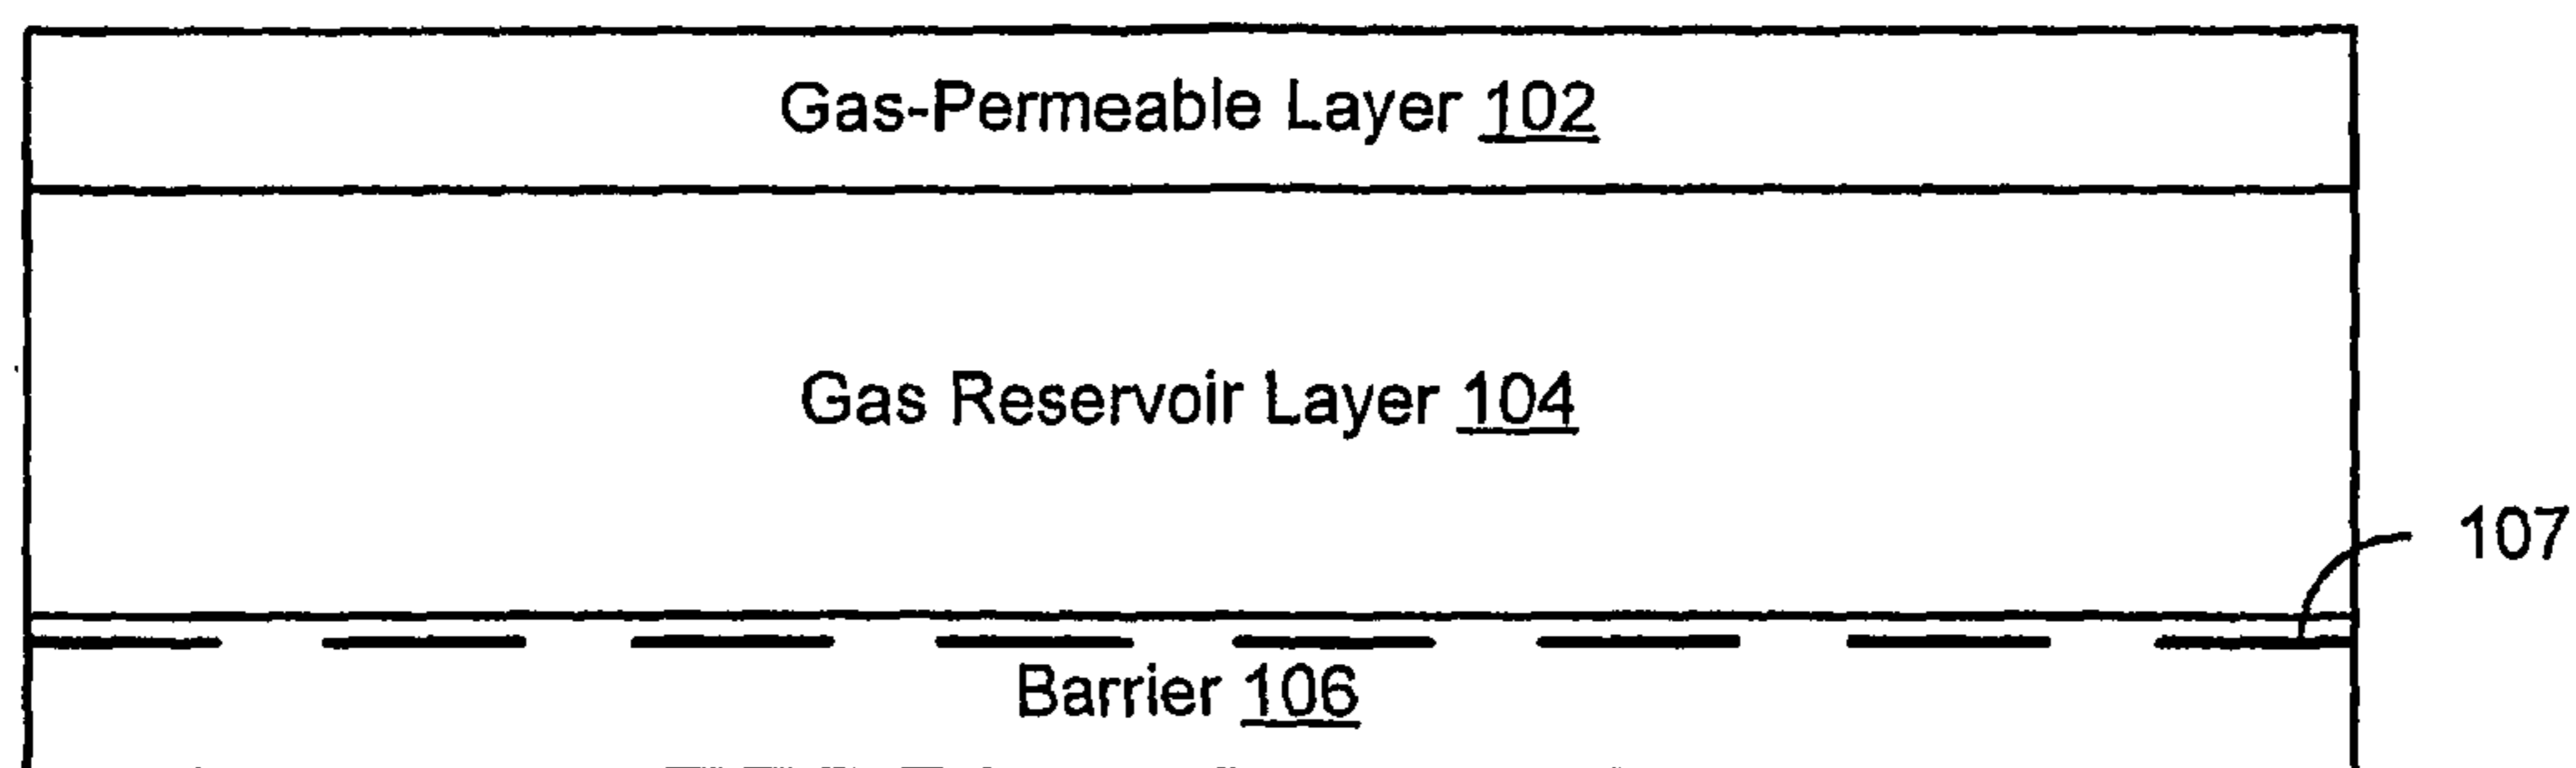 Gas-Permeable Layer 102
Gas Reservoir Layer 104
107
Barrier 106